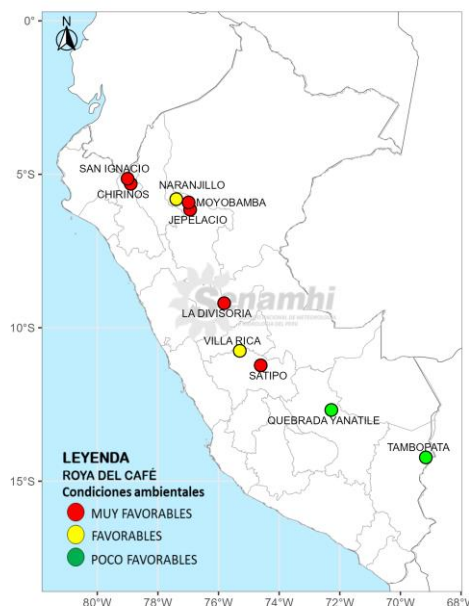 N
0°
5°S
SAN IGNACIO
CHIRINOS
NARANJILLO
MOYOBAMBA
JEPELACIO
Senamhi
LA DIVISORIA
10°S
VILLA RICA
SATIPO
QUEBRADA YANATILE
TAMBOPATA
15°S
LEYENDA
ROYA DEL CAFÉ
Condiciones ambientales
MUY FAVORABLES
FAVORABLES
POCO FAVORABLES
80°W 78°W 76°W 74°W 72°W 70°W 68°W